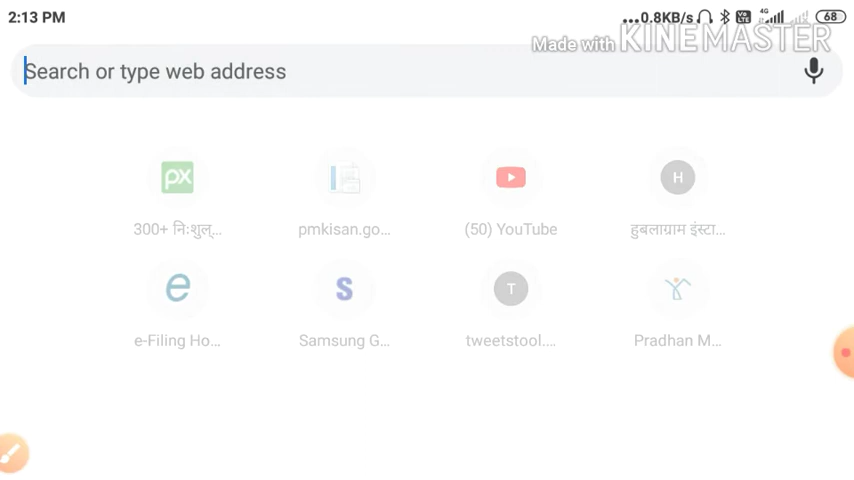 2:13 PM
...0.8KB/s
4G
68
Made with KINEMASTER
Search or type web address
px
H
300+ निःशुल्...
pmkisan.go...
(50) YouTube
हुबलाग्राम इंस्टा...
e
S
T
e-Filing Ho...
Samsung G...
tweetstool....
Pradhan M...